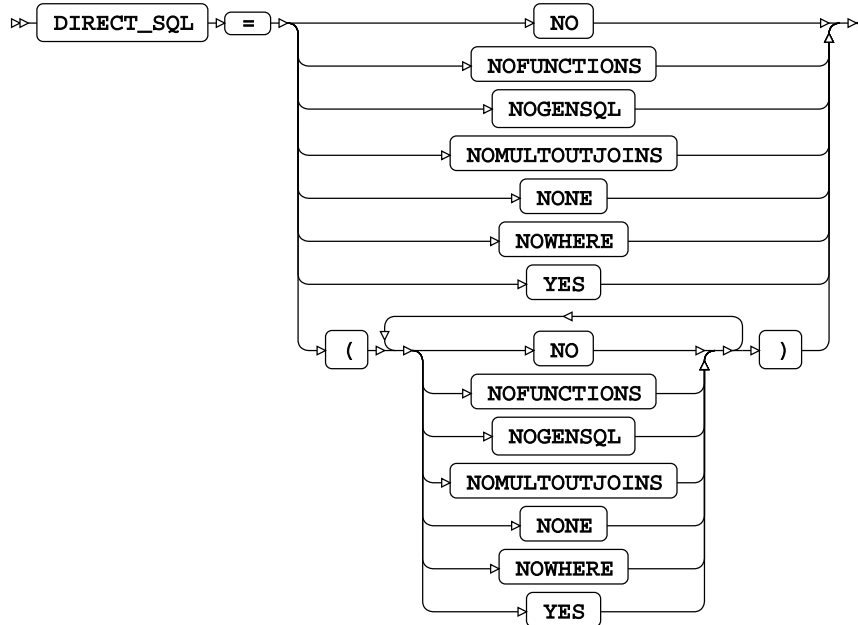 DIRECT_SQL = NO
NOFUNCTIONS
NOGENSQL
NOMULTOUTJOINS
NONE
NOWHERE
YES
( NO )
NOFUNCTIONS
NOGENSQL
NOMULTOUTJOINS
NONE
NOWHERE
YES